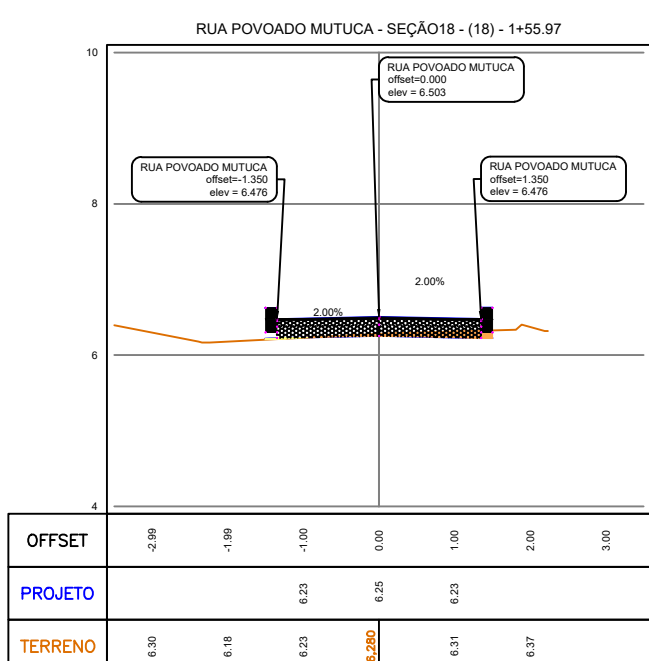 RUA POVOADO MUTUCA - SEÇÃO18 - (18) - 1+55.97
10
RUA POVOADO MUTUCA
offset=0.000
elev = 6.503
RUA POVOADO MUTUCA
offset=-1.350
elev = 6.476
RUA POVOADO MUTUCA
offset=1.350
elev = 6.476
8
2.00%
2.00%
6
4
OFFSET -2.99 -1.99 -1.00 0.00 1.00 2.00 3.00
PROJETO 6.23 6.25 6.23
TERRENO 6.30 6.18 6.23 6,280 6.31 6.37